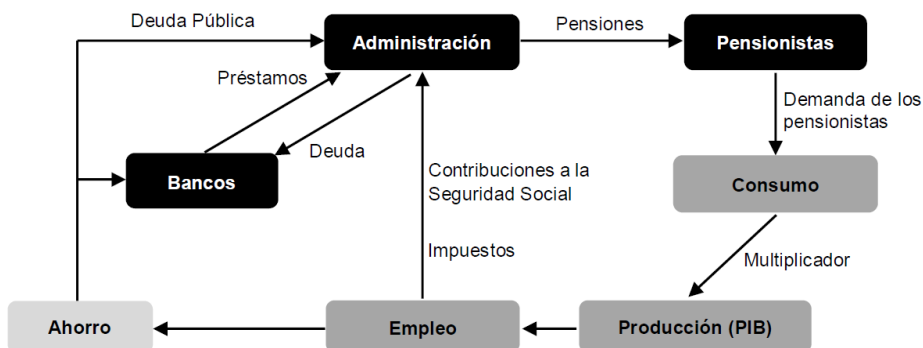 Deuda Pública
Administración
Pensiones
Pensionistas
Préstamos
Demanda de los
pensionistas
Deuda
Bancos
Contribuciones a la
Seguridad Social
Consumo
Impuestos
Multiplicador
Ahorro
Empleo
Producción (PIB)